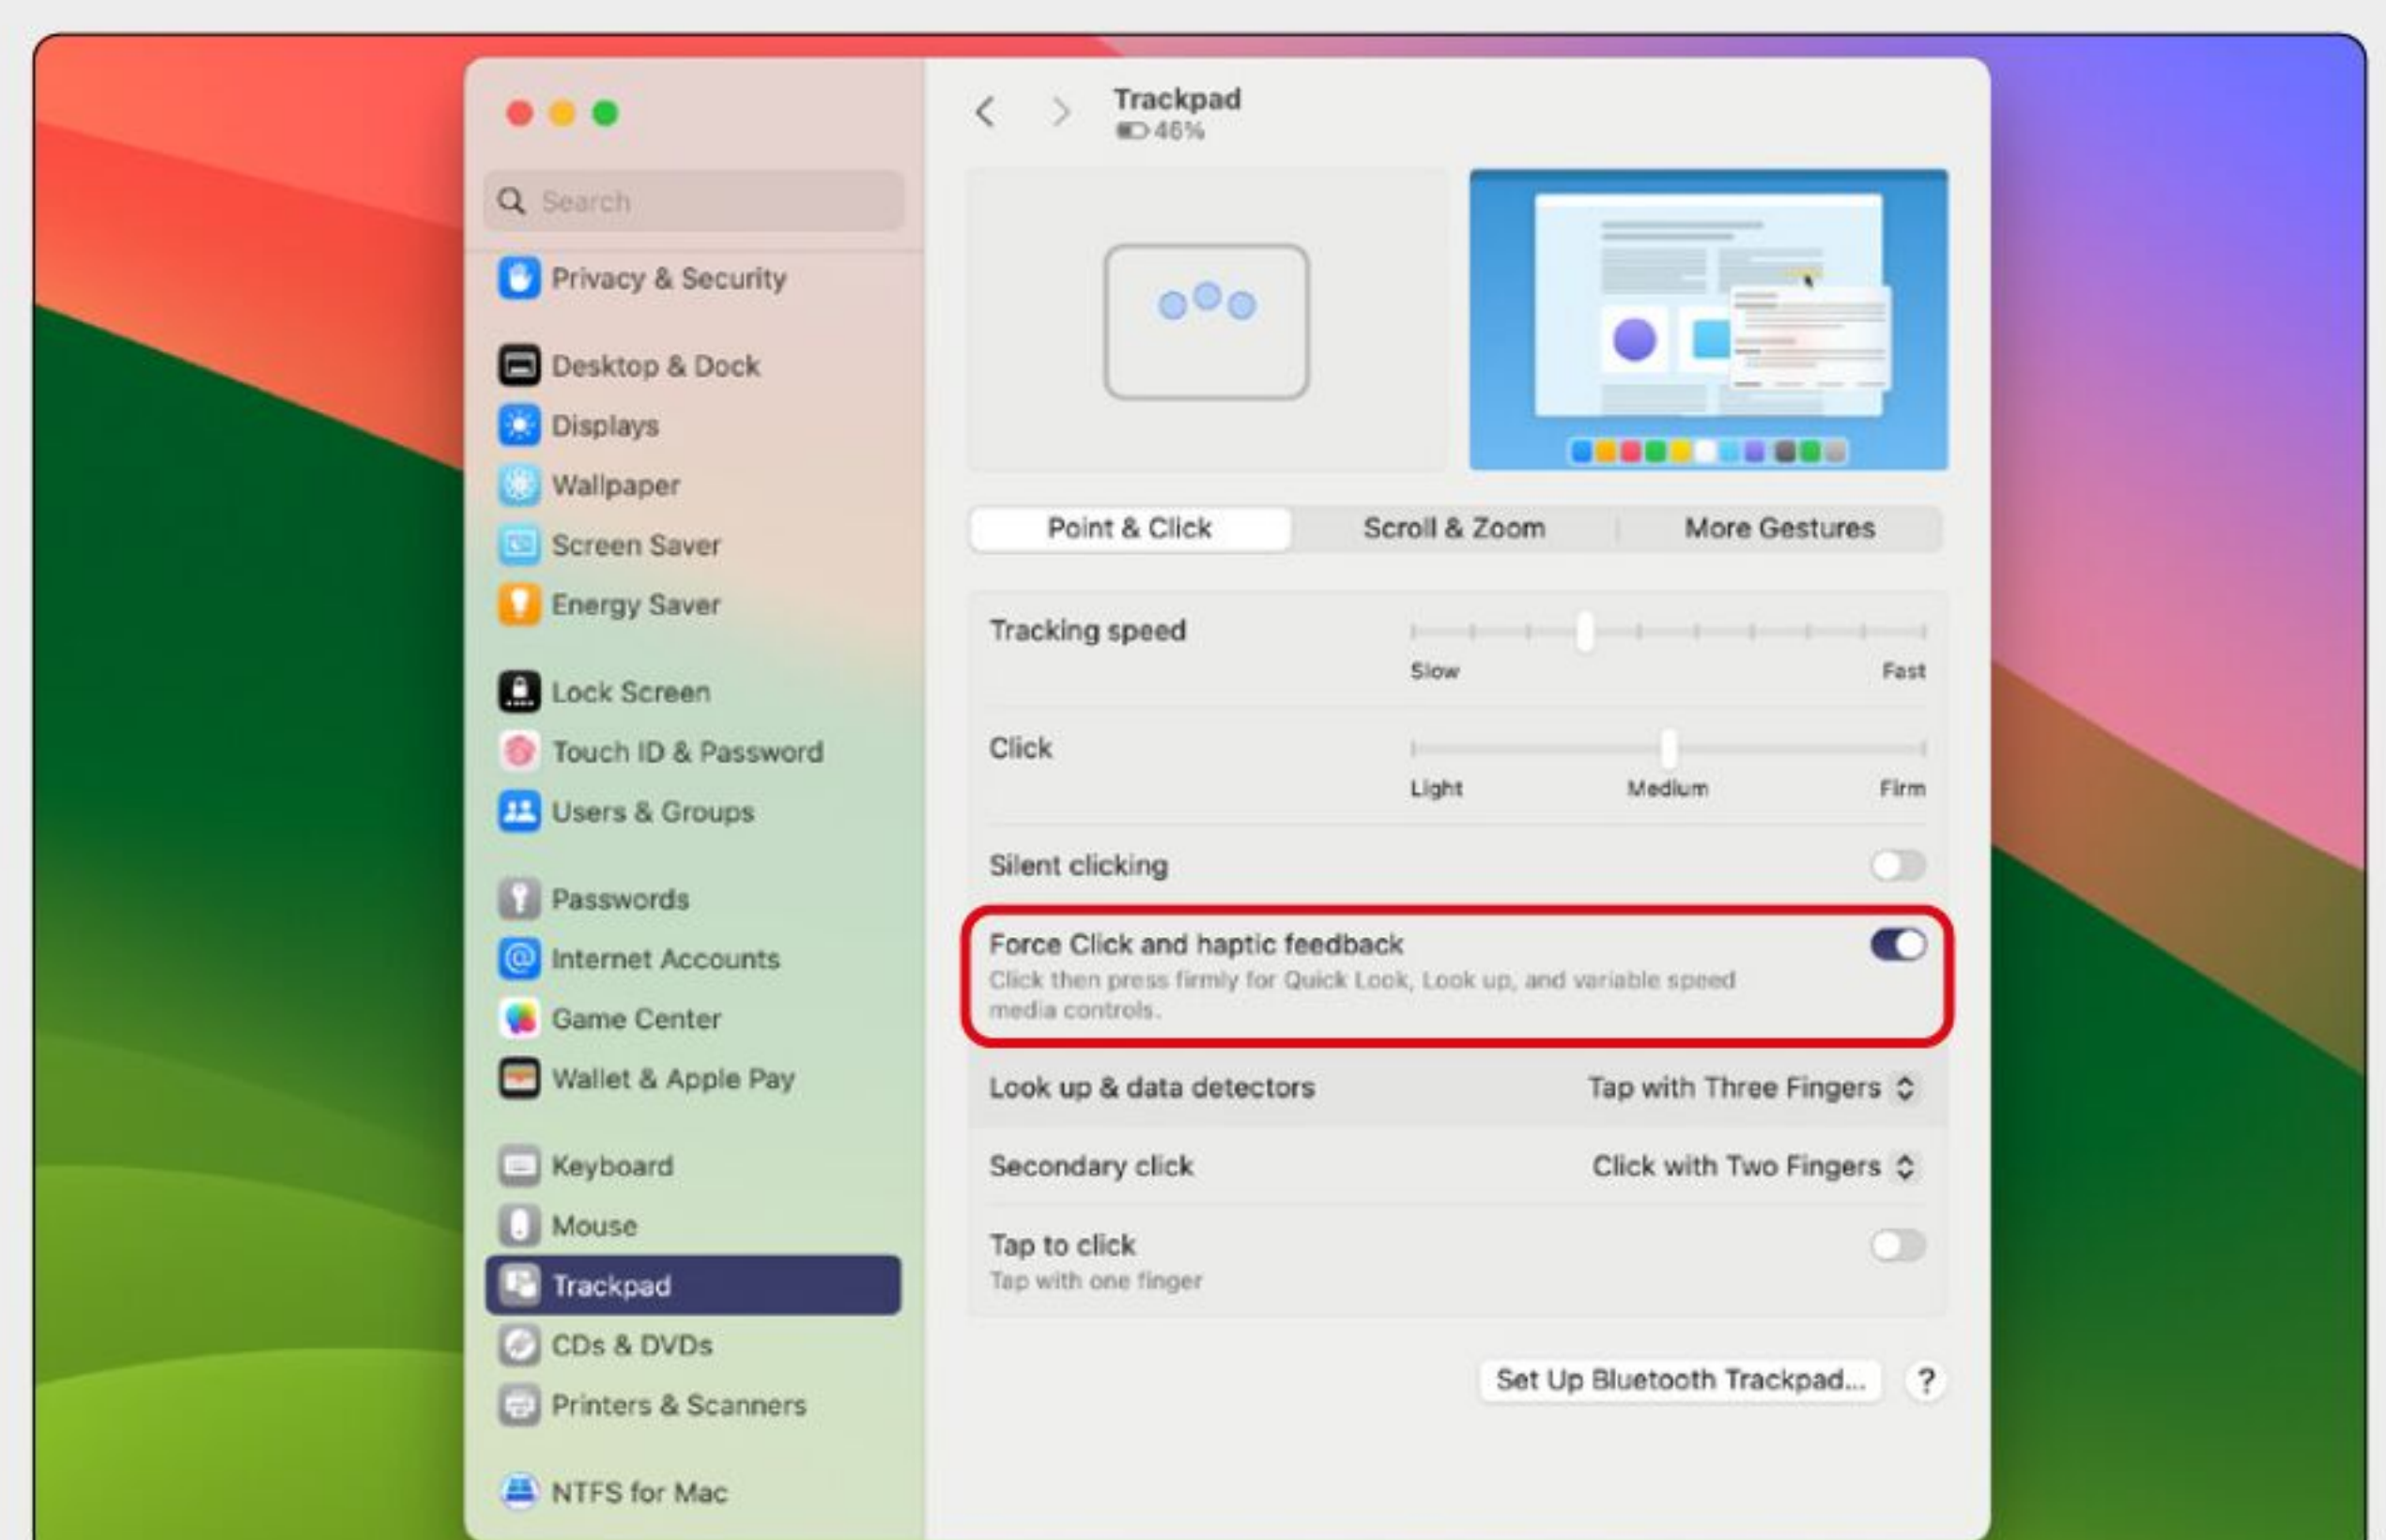 Search
Privacy & Security
Desktop & Dock
Displays
Wallpaper
Screen Saver
Energy Saver
Lock Screen
Touch ID & Password
Users & Groups
Passwords
Internet Accounts
Game Center
Wallet & Apple Pay
Keyboard
Mouse
Trackpad
CDs & DVDs
Printers & Scanners
NTFS for Mac
Trackpad
46%
Point & Click Scroll & Zoom More Gestures
Tracking speed
Slow Fast
Click
Light Medium Firm
Silent clicking
Force Click and haptic feedback
Click then press firmly for Quick Look, Look up, and variable speed
media controls.
Look up & data detectors Tap with Three Fingers
Secondary click Click with Two Fingers
Tap to click
Tap with one finger
Set Up Bluetooth Trackpad... ?